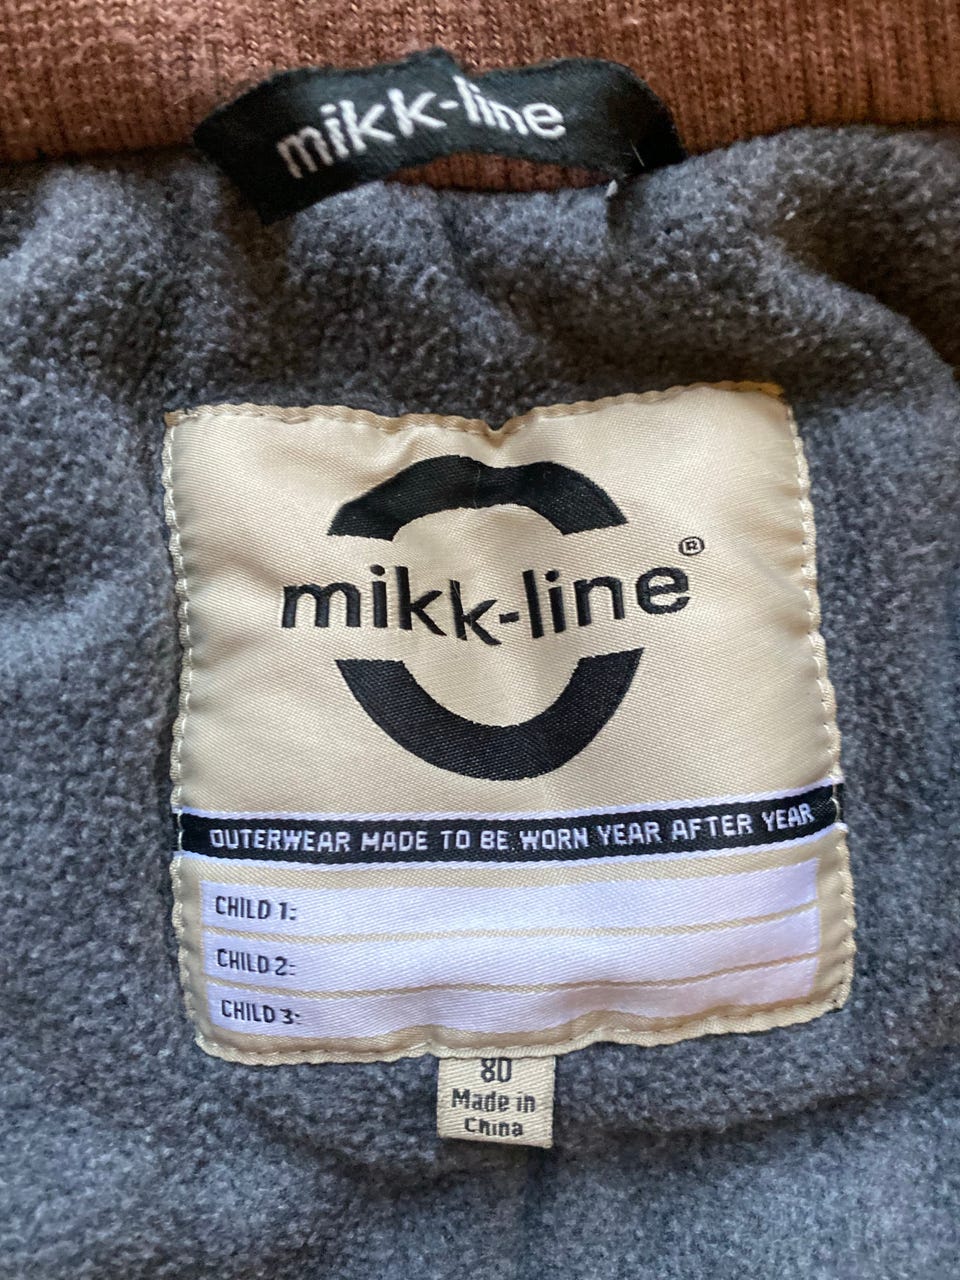 mikk-line
mikk-line®
OUTERWEAR MADE TO BE WORN YEAR AFTER YEAR
CHILD 1:
CHILD 2:
CHILD 3:
80
Made in
China